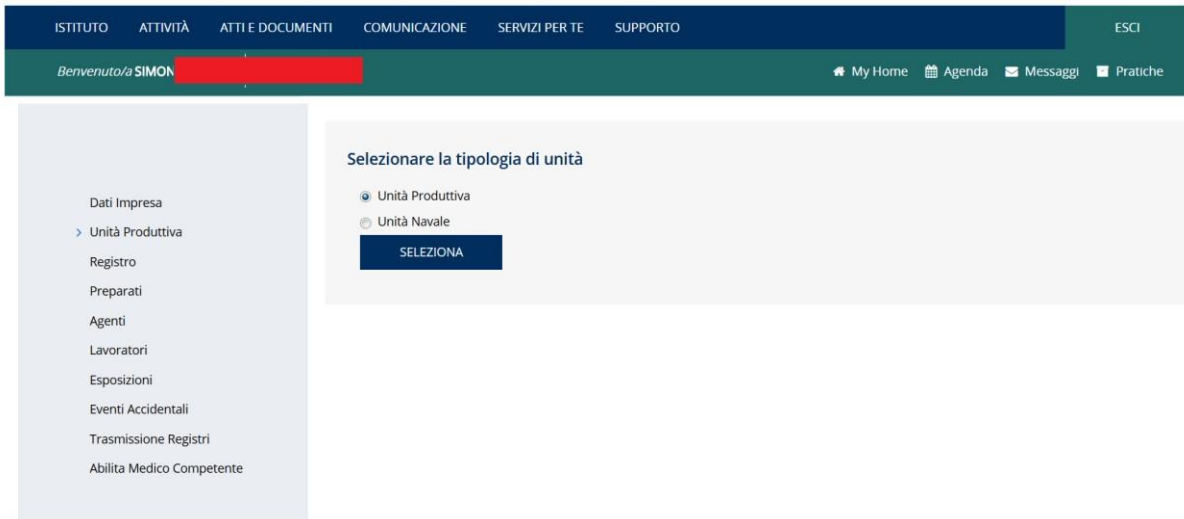 ISTITUTO ATTIVITÀ ATTI E DOCUMENTI COMUNICAZIONE SERVIZI PER TE SUPPORTO ESCI
Benvenuto/a SIMON My Home Agenda Messaggi Pratiche
Selezionare la tipologia di unità
Unità Produttiva
Unità Navale
SELEZIONA
Dati Impresa
Unità Produttiva
Registro
Preparati
Agenti
Lavoratori
Esposizioni
Eventi Accidentali
Trasmissione Registri
Abilita Medico Competente